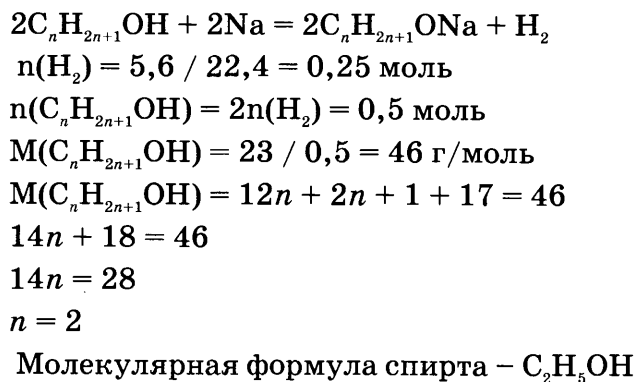 2CₙH₂ₙ₊₁OH + 2Na = 2CₙH₂ₙ₊₁ONa + H₂
n(H₂) = 5,6 / 22,4 = 0,25 моль
n(CₙH₂ₙ₊₁OH) = 2n(H₂) = 0,5 моль
M(CₙH₂ₙ₊₁OH) = 23 / 0,5 = 46 г/моль
M(CₙH₂ₙ₊₁OH) = 12n + 2n + 1 + 17 = 46
14n + 18 = 46
14n = 28
n = 2
Молекулярная формула спирта – C₂H₅OH